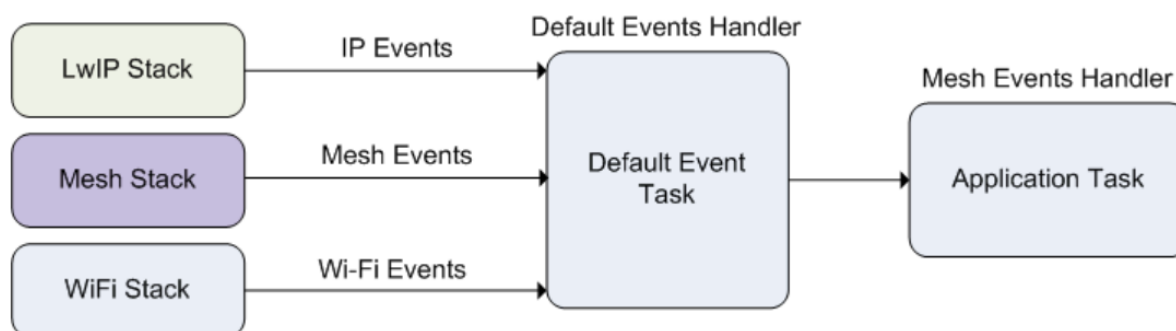 Default Events Handler
LwIP Stack
IP Events
Mesh Events Handler
Mesh Stack
Mesh Events
Default Event
Task
Application Task
WiFi Stack
Wi-Fi Events